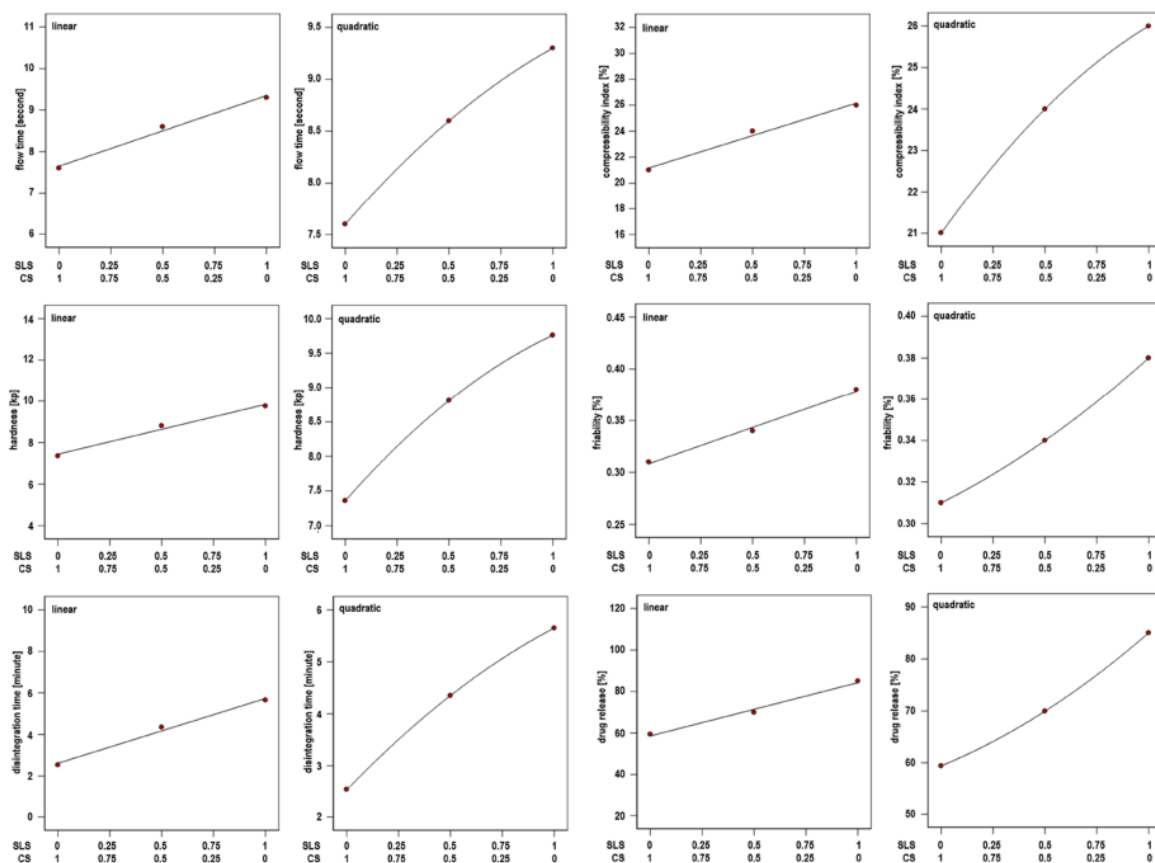 linear
11
10
9
8
7
6
flow time [second]
SLS 0 0.25 0.5 0.75 1
CS 1 0.75 0.5 0.25 0
quadratic
9.5
9.0
8.5
8.0
7.5
flow time [second]
0 0.25 0.5 0.75 1
1 0.75 0.5 0.25 0
linear
32
30
28
26
24
22
20
18
16
compressibility index [%]
SLS 0 0.25 0.5 0.75 1
CS 1 0.75 0.5 0.25 0
quadratic
26
25
24
23
22
21
compressibility index [%]
0 0.25 0.5 0.75 1
1 0.75 0.5 0.25 0
linear
14
12
10
8
6
4
hardness [kp]
SLS 0 0.25 0.5 0.75 1
CS 1 0.75 0.5 0.25 0
quadratic
10.0
9.5
9.0
8.5
8.0
7.5
7.0
hardness [kp]
0 0.25 0.5 0.75 1
1 0.75 0.5 0.25 0
linear
0.45
0.40
0.35
0.30
0.25
friability [%]
SLS 0 0.25 0.5 0.75 1
CS 1 0.75 0.5 0.25 0
quadratic
0.40
0.38
0.36
0.34
0.32
0.30
friability [%]
0 0.25 0.5 0.75 1
1 0.75 0.5 0.25 0
linear
10
8
6
4
2
0
disintegration time [minute]
SLS 0 0.25 0.5 0.75 1
CS 1 0.75 0.5 0.25 0
quadratic
6
5
4
3
2
disintegration time [minute]
0 0.25 0.5 0.75 1
1 0.75 0.5 0.25 0
linear
120
100
80
60
40
20
drug release [%]
SLS 0 0.25 0.5 0.75 1
CS 1 0.75 0.5 0.25 0
quadratic
90
80
70
60
50
drug release [%]
0 0.25 0.5 0.75 1
1 0.75 0.5 0.25 0